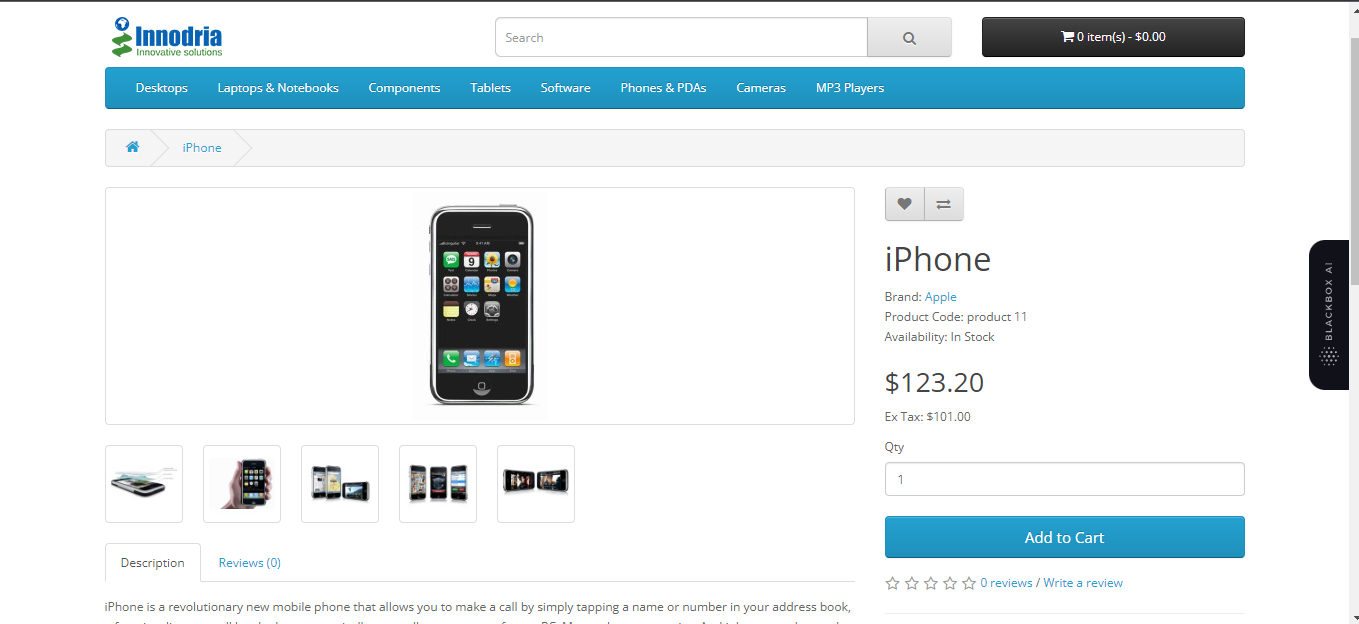 Innodria
Innovative solutions
Search
0 item(s) - $0.00
Desktops Laptops & Notebooks Components Tablets Software Phones & PDAs Cameras MP3 Players
iPhone
iPhone
Brand: Apple
Product Code: product 11
Availability: In Stock
$123.20
Ex Tax: $101.00
Qty
1
Add to Cart
0 reviews / Write a review
Description Reviews (0)
iPhone is a revolutionary new mobile phone that allows you to make a call by simply tapping a name or number in your address book,
BLACKBOX AI